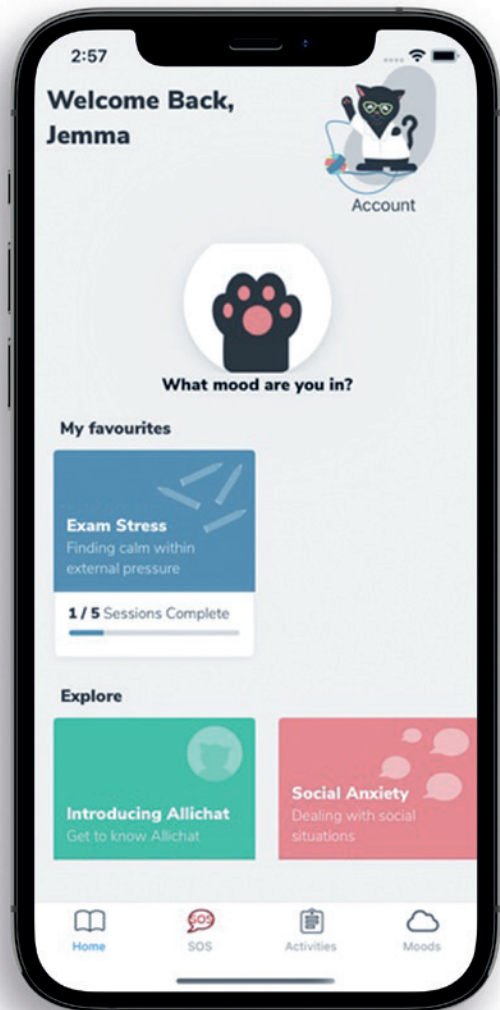 2:57
Welcome Back,
Jemma
Account
What mood are you in?
My favourites
Exam Stress
Finding calm within
external pressure
1 / 5 Sessions Complete
Explore
Introducing Allichat
Get to know Allichat
Social Anxiety
Dealing with social
situations
SOS
Home
SOS
Activities
Moods